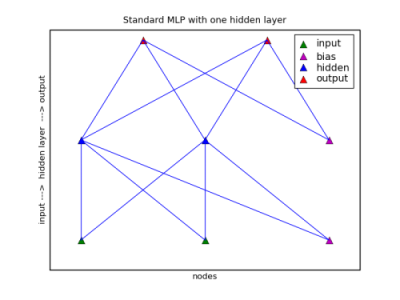 Standard MLP with one hidden layer
input
bias
hidden
output
input ---> hidden layer ---> output
nodes